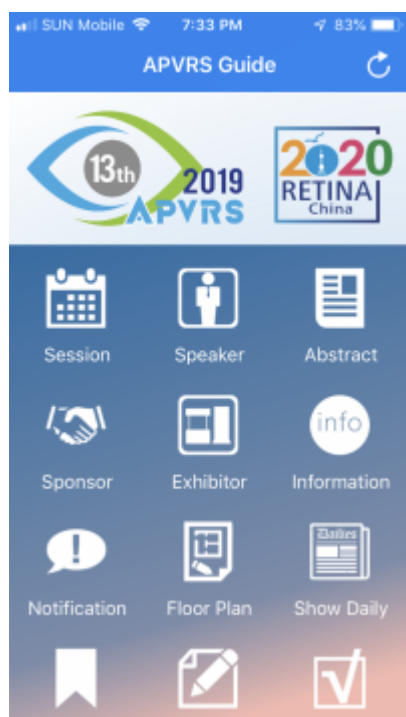 SUN Mobile 7:33 PM 83%
APVRS Guide
13th 2019
APVRS
2020
RETINA
China
Session Speaker Abstract
info
Sponsor Exhibitor Information
!
Dailies
Notification Floor Plan Show Daily